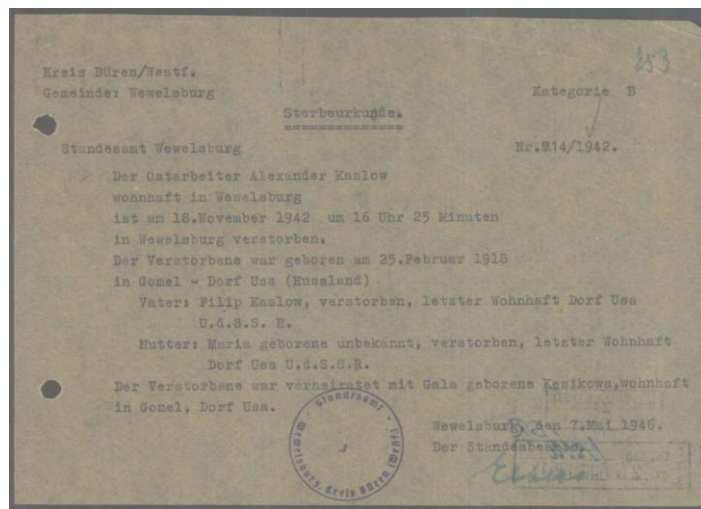 253
Kreis Büren/Westf.
Gemeinde: Wewelsburg
Kategorie B
Sterbeurkunde.
Standesamt Wewelsburg
Nr. 14/1942.
Der Ostarbeiter Alexander Kaslow
wohnhaft in Wewelsburg
ist am 18.November 1942 um 16 Uhr 25 Minuten
in Wewelsburg verstorben.
Der Verstorbene war geboren am 25.Februar 1918
in Gomel - Dorf Usa (Russland)
Vater: Filip Kaslow, verstorben, letzter Wohnhaft Dorf Usa
U.d.S.S. R.
Mutter: Maria geborene unbekannt, verstorben, letzter Wohnhaft
Dorf Usa U.d.S.S.R.
Der Verstorbene war verheiratet mit Gala geborene Kasikowa,wohnhaft
in Gomel, Dorf Usa.
Standesamt
Wewelsburg, Kreis Büren (Westf.)
Wewelsburg, den 7.Mai 1946.
Der Standesbeamte.